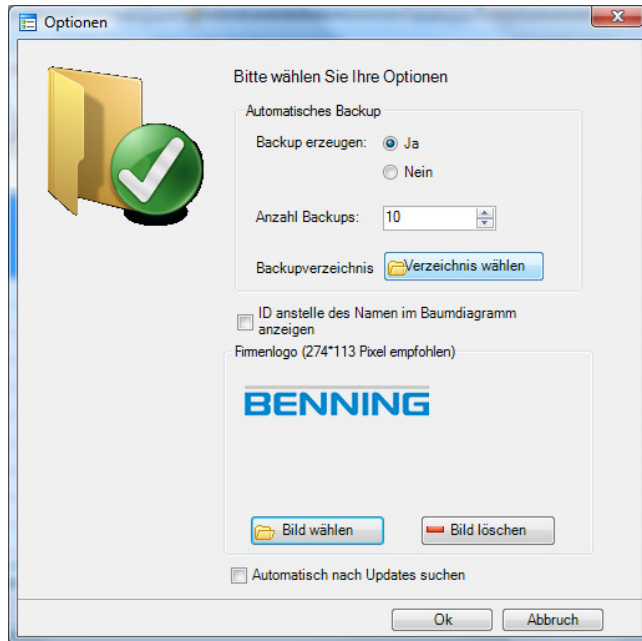 Optionen
Bitte wählen Sie Ihre Optionen
Automatisches Backup
Backup erzeugen: Ja
Nein
Anzahl Backups: 10
Backupverzeichnis Verzeichnis wählen
ID anstelle des Namen im Baumdiagramm
anzeigen
Firmenlogo (274*113 Pixel empfohlen)
BENNING
Bild wählen Bild löschen
Automatisch nach Updates suchen
Ok Abbruch